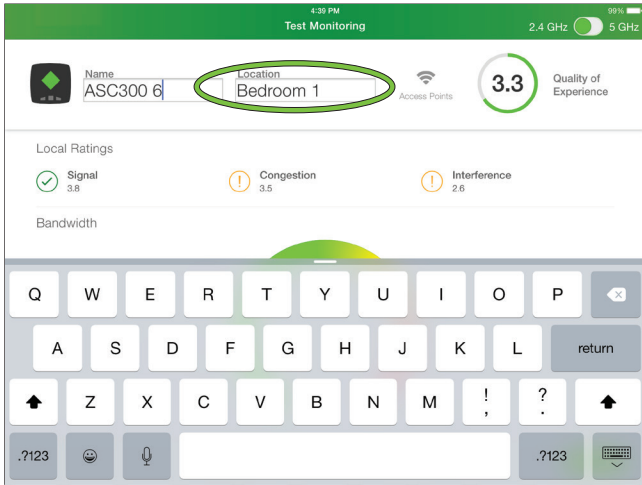 4:39 PM
99%
Test Monitoring
2.4 GHz
5 GHz
Name
ASC300 6
Location
Bedroom 1
Access Points
3.3
Quality of
Experience
Local Ratings
Signal
3.8
Congestion
3.5
Interference
2.6
Bandwidth
Q W E R T Y U I O P
A S D F G H J K L return
Z X C V B N M ! , ? .
.?123 .?123